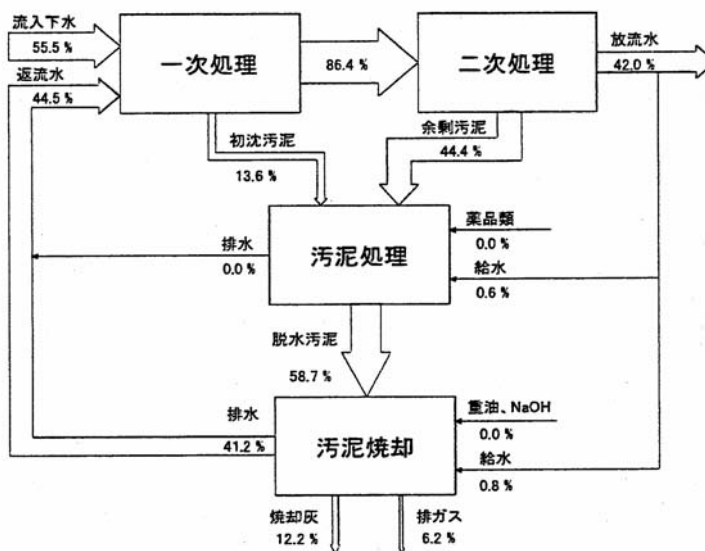 流入下水
55.5 %
返流水
44.5 %
一次処理
86.4 %
二次処理
放流水
42.0 %
初沈汚泥
13.6 %
余剰汚泥
44.4 %
汚泥処理
薬品類
0.0 %
給水
0.6 %
排水
0.0 %
脱水汚泥
58.7 %
汚泥焼却
重油、NaOH
0.0 %
給水
0.8 %
排水
41.2 %
焼却灰
12.2 %
排ガス
6.2 %